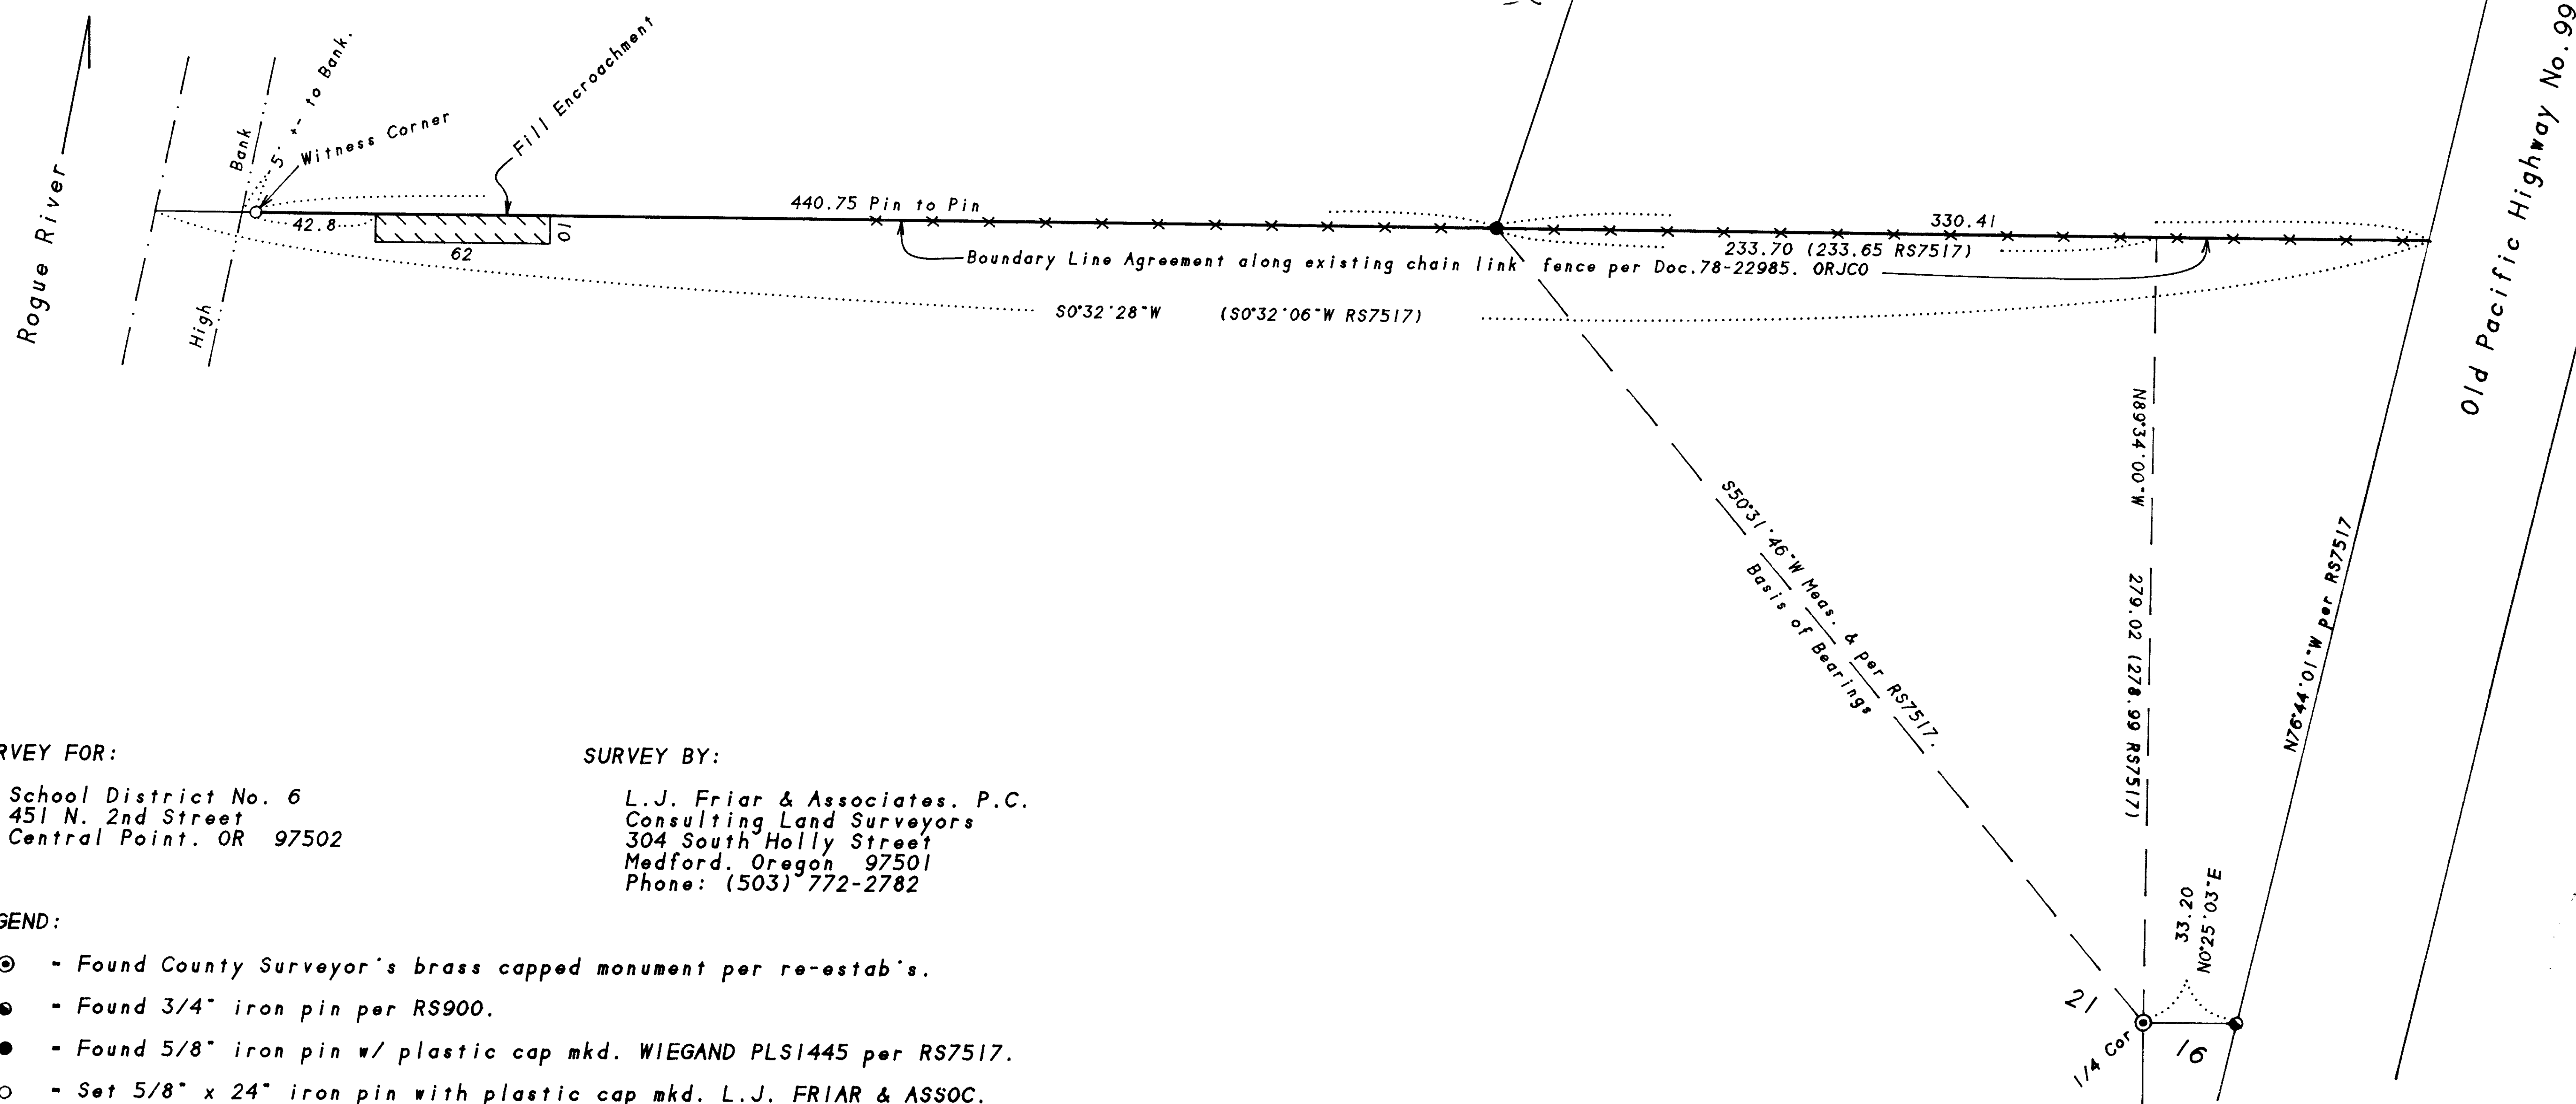 Rogue River
High Bank
5' +- to Bank.
Witness Corner
Fill Encroachment
42.8
62
10
440.75 Pin to Pin
330.41
233.70 (233.65 RS7517)
Boundary Line Agreement along existing chain link fence per Doc.78-22985. ORJCO
S0°32'28"W (S0°32'06"W RS7517)
Old Pacific Highway No.99
N89°34'00"W 279.02 (278.99 RS7517)
S50°31'46"W Meas. & per RS7517.
Basis of Bearings
N76°44'01"W per RS7517
33.20
N0°25'03"E
21
16
1/4 Cor
RVEY FOR:
School District No. 6
451 N. 2nd Street
Central Point. OR 97502
SURVEY BY:
L.J. Friar & Associates. P.C.
Consulting Land Surveyors
304 South Holly Street
Medford. Oregon 97501
Phone: (503) 772-2782
GEND:
- Found County Surveyor's brass capped monument per re-estab's.
- Found 3/4" iron pin per RS900.
- Found 5/8" iron pin w/ plastic cap mkd. WIEGAND PLS1445 per RS7517.
- Set 5/8" x 24" iron pin with plastic cap mkd. L.J. FRIAR & ASSOC.